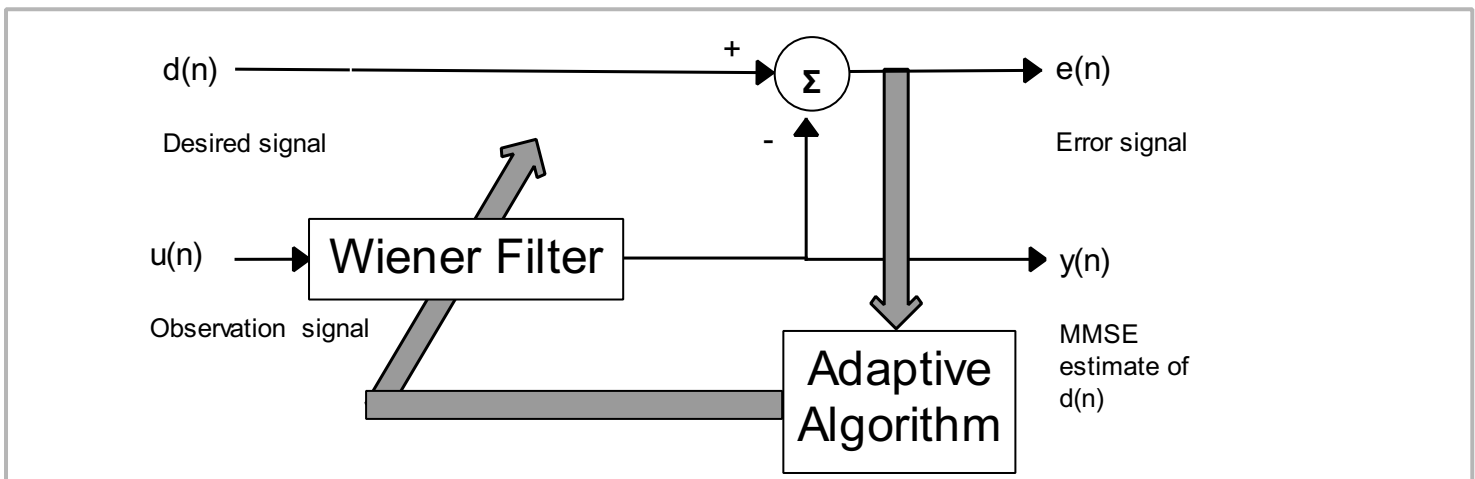 +
d(n)
Σ
e(n)
Desired signal
-
Error signal
u(n)
Wiener Filter
y(n)
Observation signal
MMSE
estimate of
d(n)
Adaptive
Algorithm